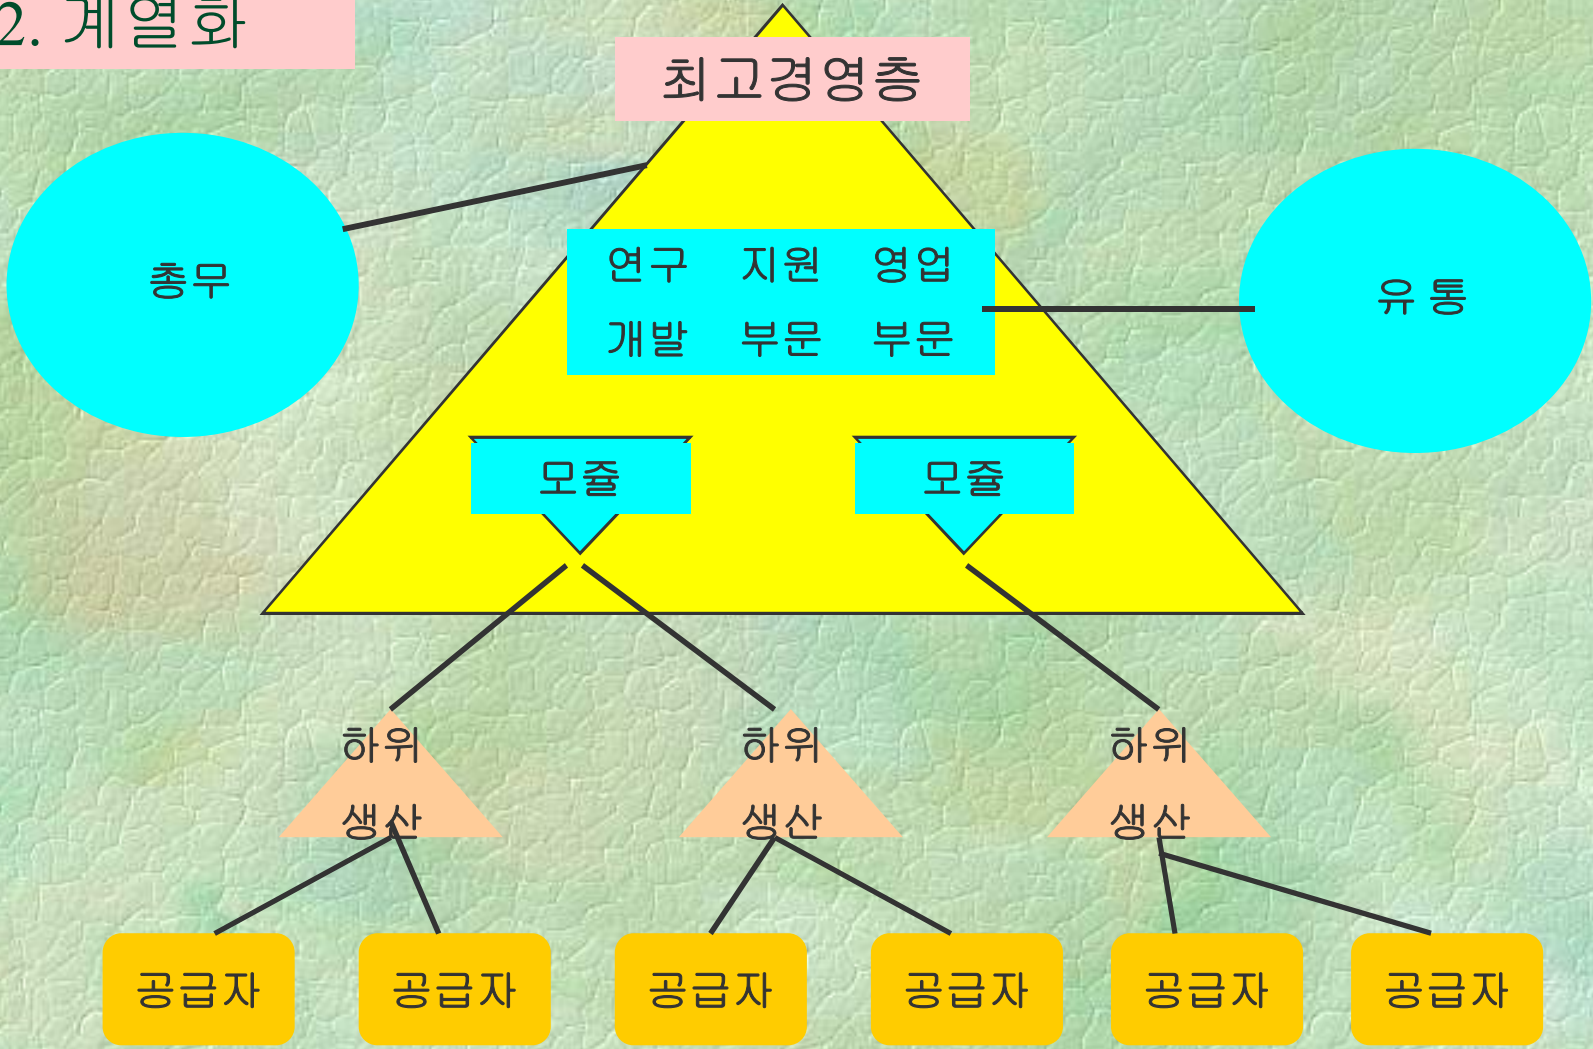 2. 계열화
최고경영층
총무
연구 지원 영업
개발 부문 부문
유 통
모듈
모듈
하위
생산
하위
생산
하위
생산
공급자
공급자
공급자
공급자
공급자
공급자